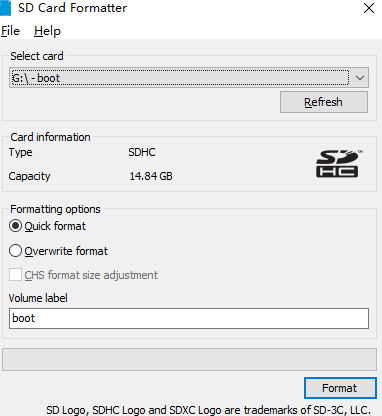 SD Card Formatter
File Help
Select card
G:\ - boot
Refresh
Card information
Type SDHC
Capacity 14.84 GB
SD
HC
Formatting options
Quick format
Overwrite format
CHS format size adjustment
Volume label
boot
Format
SD Logo, SDHC Logo and SDXC Logo are trademarks of SD-3C, LLC.